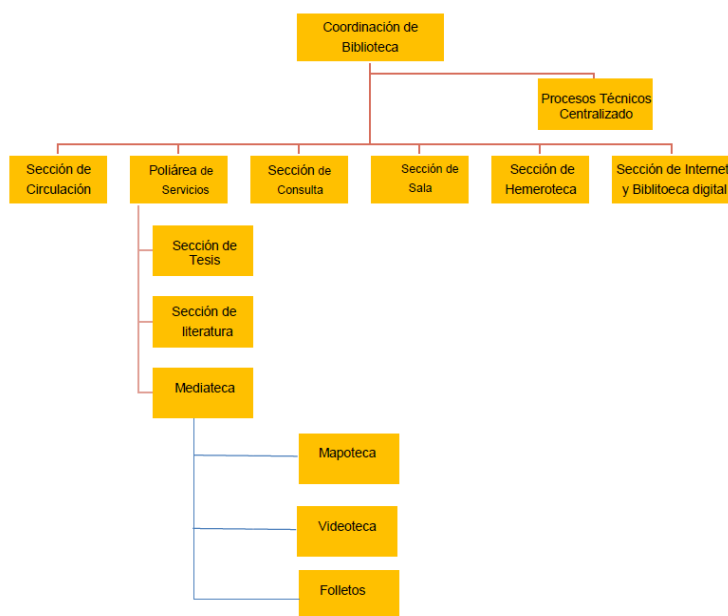 Coordinación de
Biblioteca
Procesos Técnicos
Centralizado
Sección de
Circulación
Poliárea de
Servicios
Sección de
Consulta
Sección de
Sala
Sección de
Hemeroteca
Sección de Internet
y Biblitoeca digital
Sección de
Tesis
Sección de
literatura
Mediateca
Mapoteca
Videoteca
Folletos